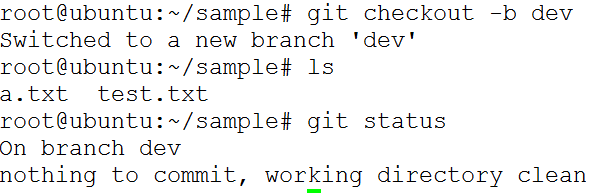 root@ubuntu:~/sample# git checkout -b dev
Switched to a new branch 'dev'
root@ubuntu:~/sample# ls
a.txt  test.txt
root@ubuntu:~/sample# git status
On branch dev
nothing to commit, working directory clean